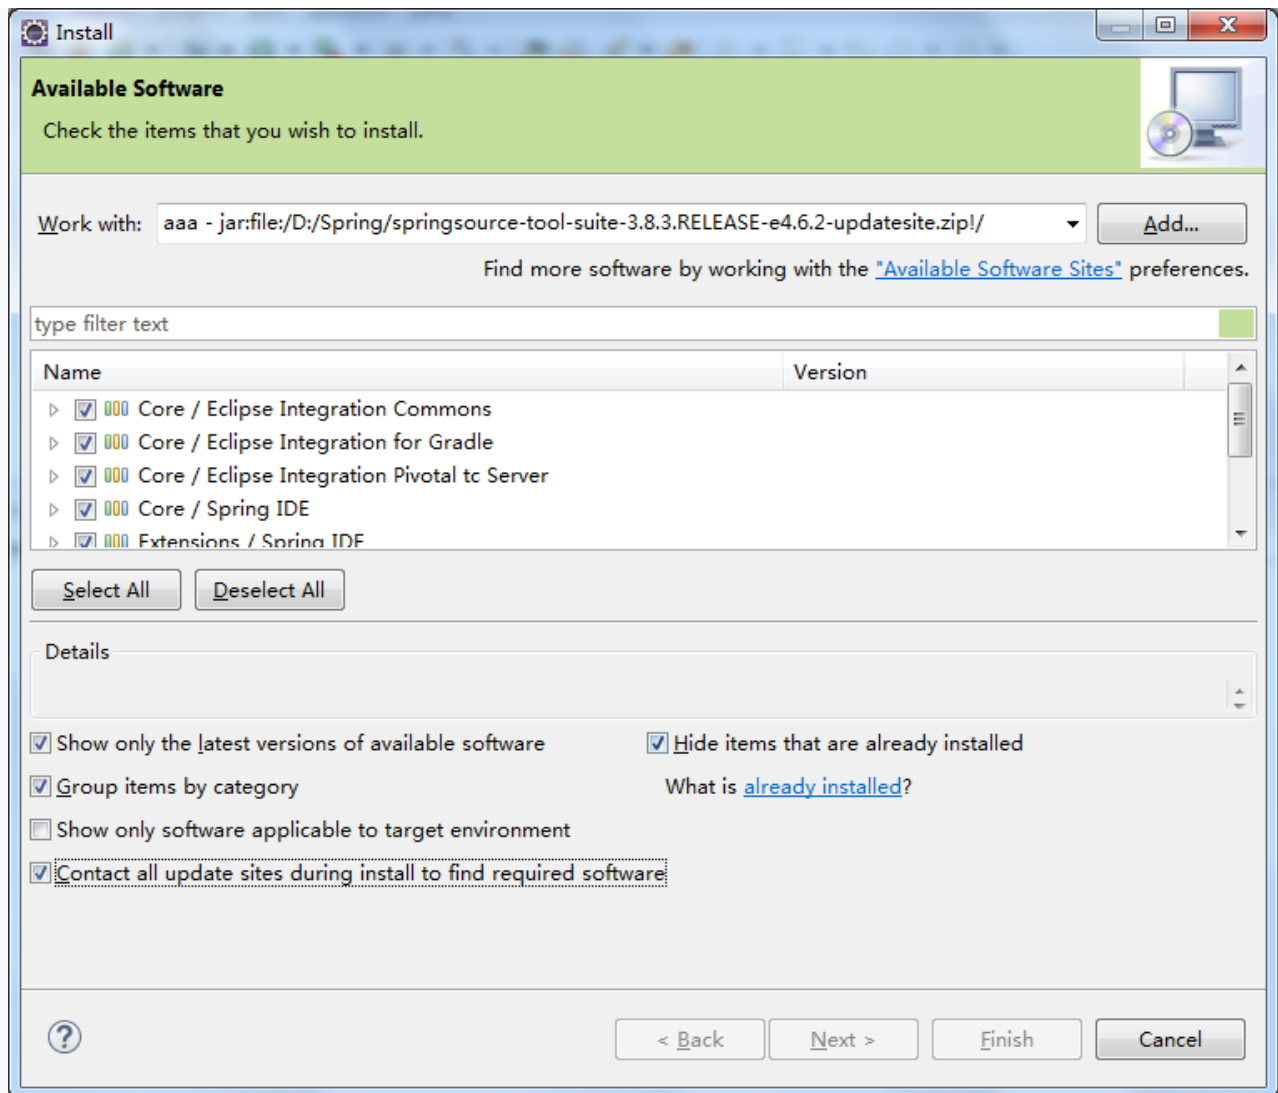 Install
Available Software
Check the items that you wish to install.
Work with: aaa - jar:file:/D:/Spring/springsource-tool-suite-3.8.3.RELEASE-e4.6.2-updatesite.zip!/ Add...
Find more software by working with the "Available Software Sites" preferences.
type filter text
Name Version
Core / Eclipse Integration Commons
Core / Eclipse Integration for Gradle
Core / Eclipse Integration Pivotal tc Server
Core / Spring IDE
Extensions / Spring IDE
Select All Deselect All
Details
Show only the latest versions of available software Hide items that are already installed
Group items by category What is already installed?
Show only software applicable to target environment
Contact all update sites during install to find required software
< Back Next > Finish Cancel